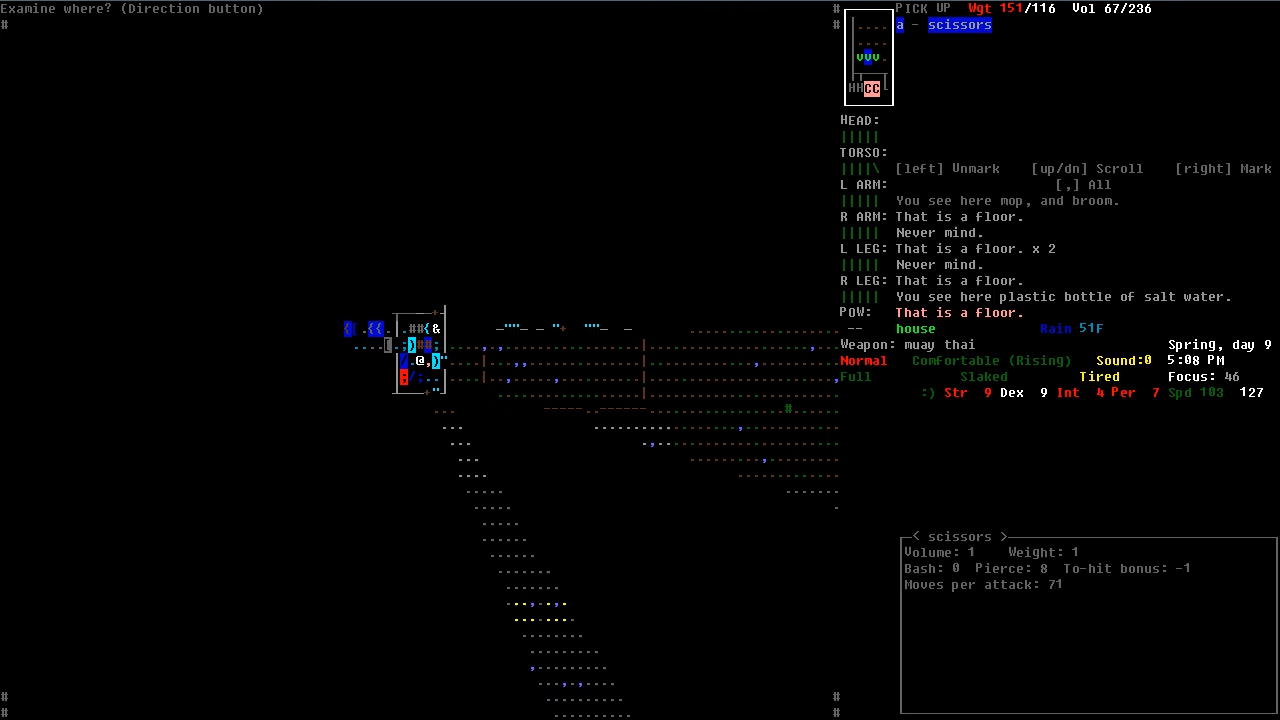 Examine where? (Direction button)
PICK UP Wgt 151/116 Vol 67/236
a - scissors
HEAD:
TORSO:
[left] Unmark [up/dn] Scroll [right] Mark
L ARM:
[,] All
You see here mop, and broom.
R ARM: That is a floor.
Never mind.
L LEG: That is a floor. x 2
Never mind.
R LEG: That is a floor.
You see here plastic bottle of salt water.
POW: That is a floor.
-- house Rain 51F
Weapon: muay thai Spring, day 9
Normal Comfortable (Rising) Sound:0 5:08 PM
Full Slaked Tired Focus: 46
:) Str 9 Dex 9 Int 4 Per 7 Spd 103 127
< scissors >
Volume: 1 Weight: 1
Bash: 0 Pierce: 8 To-hit bonus: -1
Moves per attack: 71